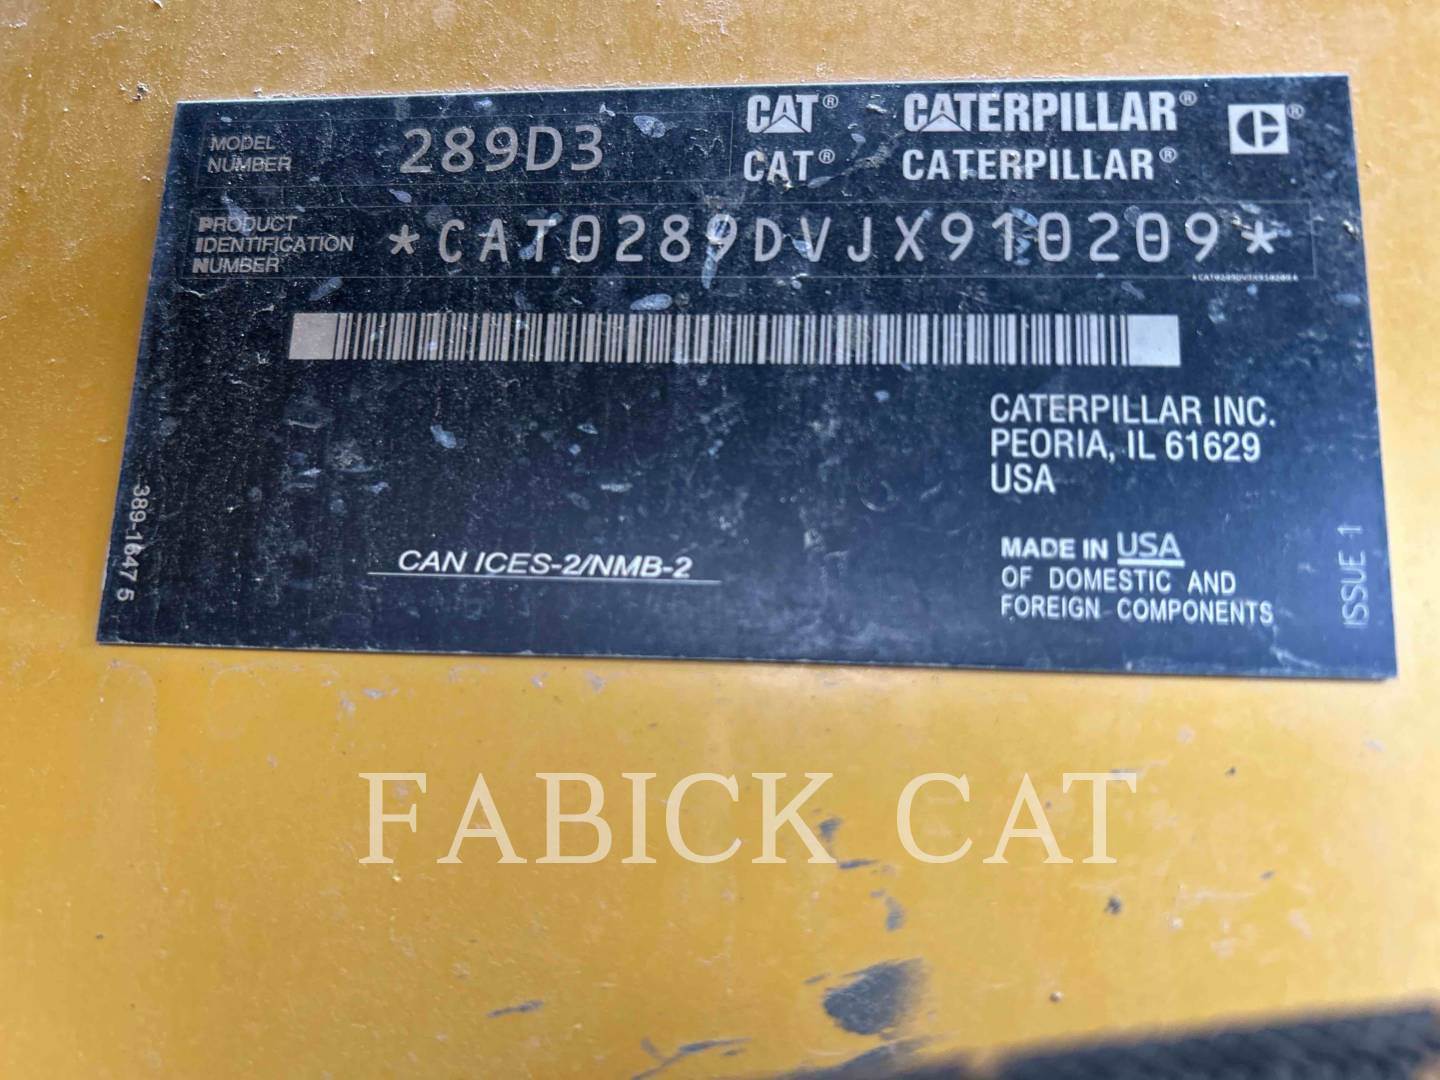 MODEL
NUMBER
289D3
CAT® CATERPILLAR®
CAT® CATERPILLAR®
PRODUCT
IDENTIFICATION
NUMBER
*CAT0289DVJX910209*
*CAT0289DVJX910209*
CATERPILLAR INC.
PEORIA, IL 61629
USA
389-1647 5
CAN ICES-2/NMB-2
MADE IN USA
OF DOMESTIC AND
FOREIGN COMPONENTS
ISSUE 1
FABICK CAT